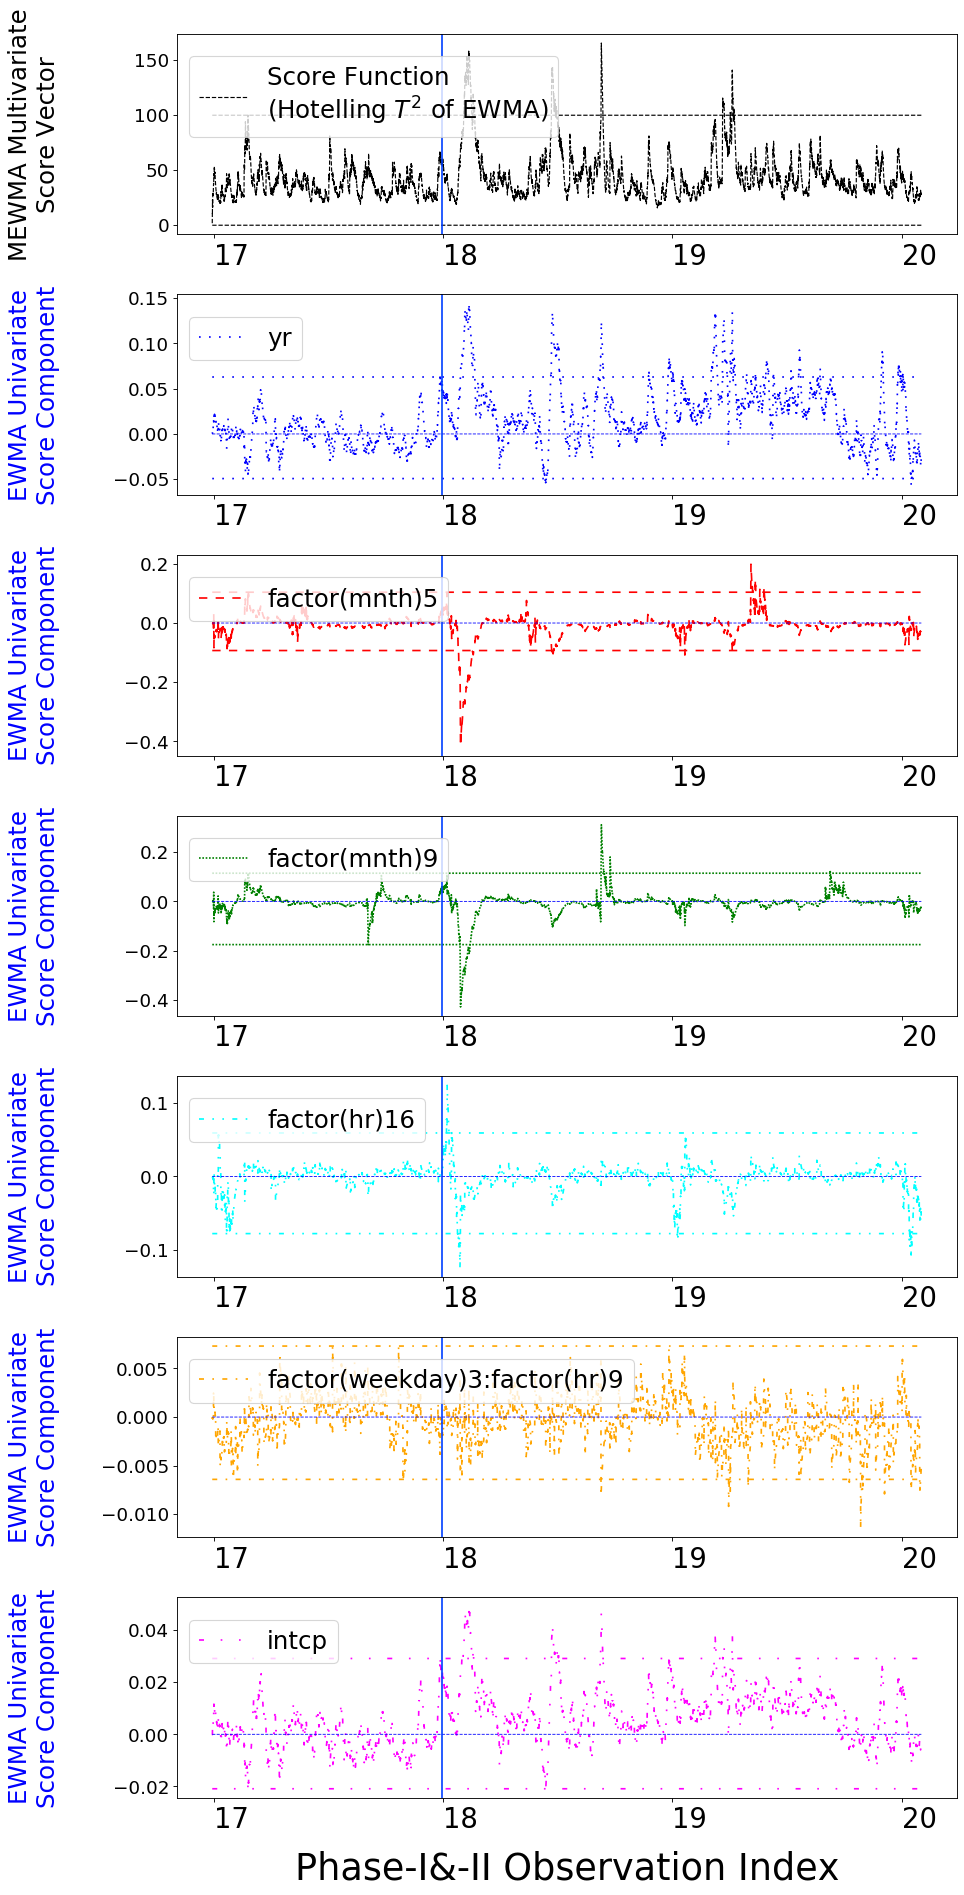 MEWMA Multivariate
Score Vector
150
100
50
0
Score Function
(Hotelling T² of EWMA)
17 18 19 20
EWMA Univariate
Score Component
0.15
0.10
0.05
0.00
−0.05
yr
17 18 19 20
EWMA Univariate
Score Component
0.2
0.0
−0.2
−0.4
factor(mnth)5
17 18 19 20
EWMA Univariate
Score Component
0.2
0.0
−0.2
−0.4
factor(mnth)9
17 18 19 20
EWMA Univariate
Score Component
0.1
0.0
−0.1
factor(hr)16
17 18 19 20
EWMA Univariate
Score Component
0.005
0.000
−0.005
−0.010
factor(weekday)3:factor(hr)9
17 18 19 20
EWMA Univariate
Score Component
0.04
0.02
0.00
−0.02
intcp
17 18 19 20
Phase-I&-II Observation Index